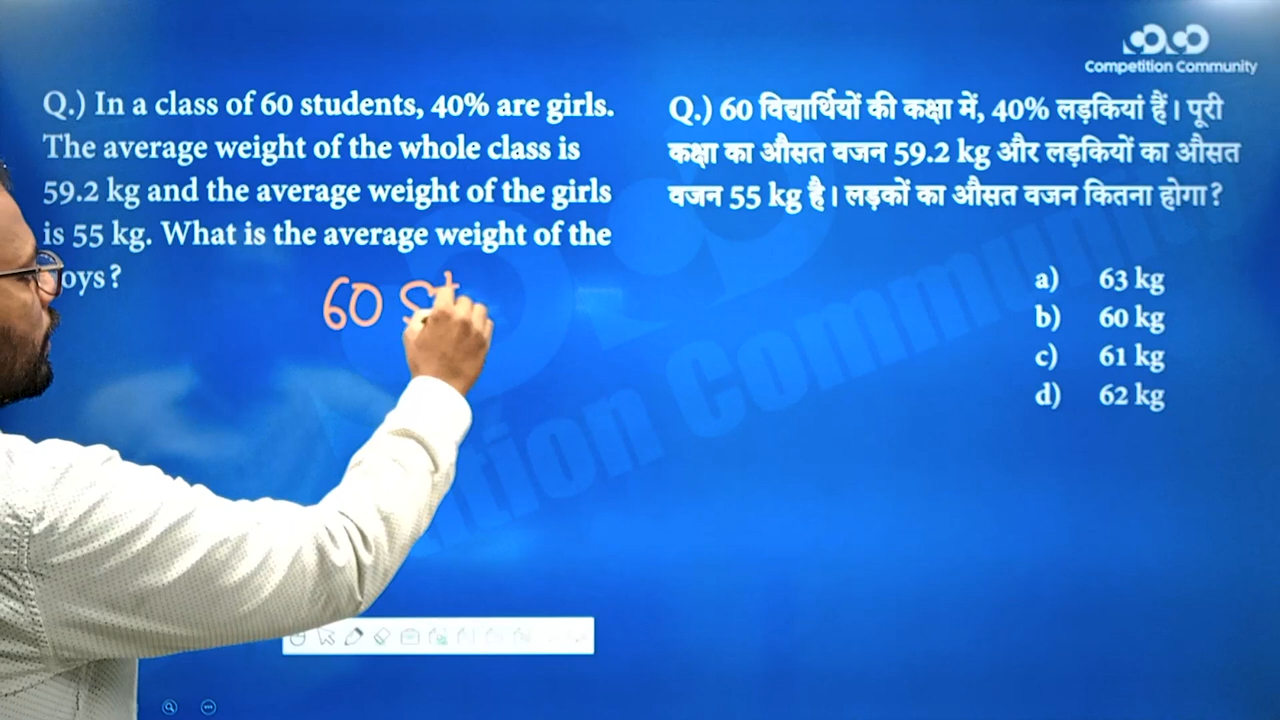 Competition Community
Q.) In a class of 60 students, 40% are girls.
The average weight of the whole class is
59.2 kg and the average weight of the girls
is 55 kg. What is the average weight of the
oys?
60 St
Q.) 60 विद्यार्थियों की कक्षा में, 40% लड़कियां हैं। पूरी
कक्षा का औसत वजन 59.2 kg और लड़कियों का औसत
वजन 55 kg है। लड़कों का औसत वजन कितना होगा?
a) 63 kg
b) 60 kg
c) 61 kg
d) 62 kg